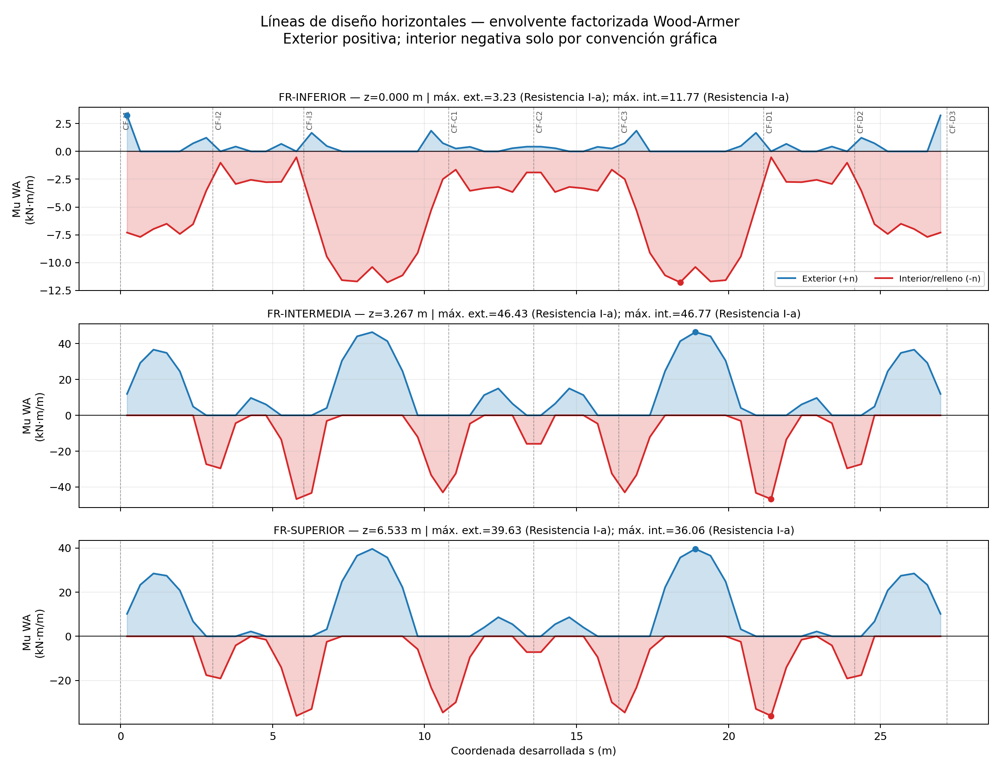 Líneas de diseño horizontales — envolvente factorizada Wood-Armer
Exterior positiva; interior negativa solo por convención gráfica
FR-INFERIOR — z=0.000 m | máx. ext.=3.23 (Resistencia I-a); máx. int.=11.77 (Resistencia I-a)
CF-I2
CF-I3
CF-C1
CF-C2
CF-C3
CF-D1
CF-D2
CF-D3
2.5
0.0
−2.5
−5.0
−7.5
−10.0
−12.5
Mu WA
(kN·m/m)
Exterior (+n)
Interior/relleno (-n)
FR-INTERMEDIA — z=3.267 m | máx. ext.=46.43 (Resistencia I-a); máx. int.=46.77 (Resistencia I-a)
40
20
0
−20
−40
Mu WA
(kN·m/m)
FR-SUPERIOR — z=6.533 m | máx. ext.=39.63 (Resistencia I-a); máx. int.=36.06 (Resistencia I-a)
40
20
0
−20
Mu WA
(kN·m/m)
0 5 10 15 20 25
Coordenada desarrollada s (m)